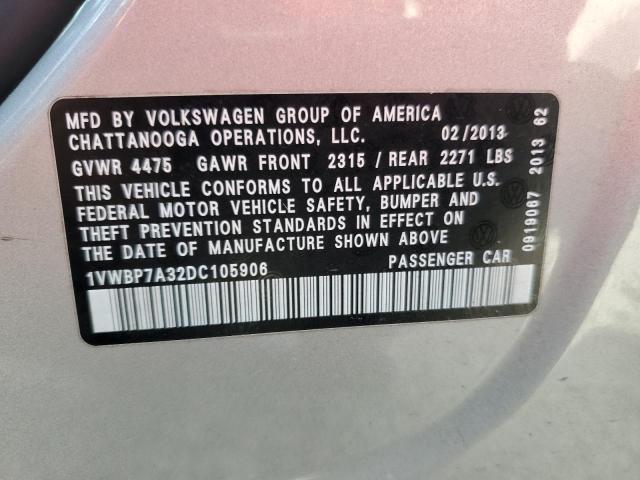 MFD BY VOLKSWAGEN GROUP OF AMERICA
CHATTANOOGA OPERATIONS, LLC. 02/2013
GVWR 4475 GAWR FRONT 2315/REAR 2271 LBS
THIS VEHICLE CONFORMS TO ALL APPLICABLE U.S.
FEDERAL MOTOR VEHICLE SAFETY, BUMPER AND
THEFT PREVENTION STANDARDS IN EFFECT ON
THE DATE OF MANUFACTURE SHOWN ABOVE
1VWBP7A32DC105906 PASSENGER CAR
0919067 2013 62